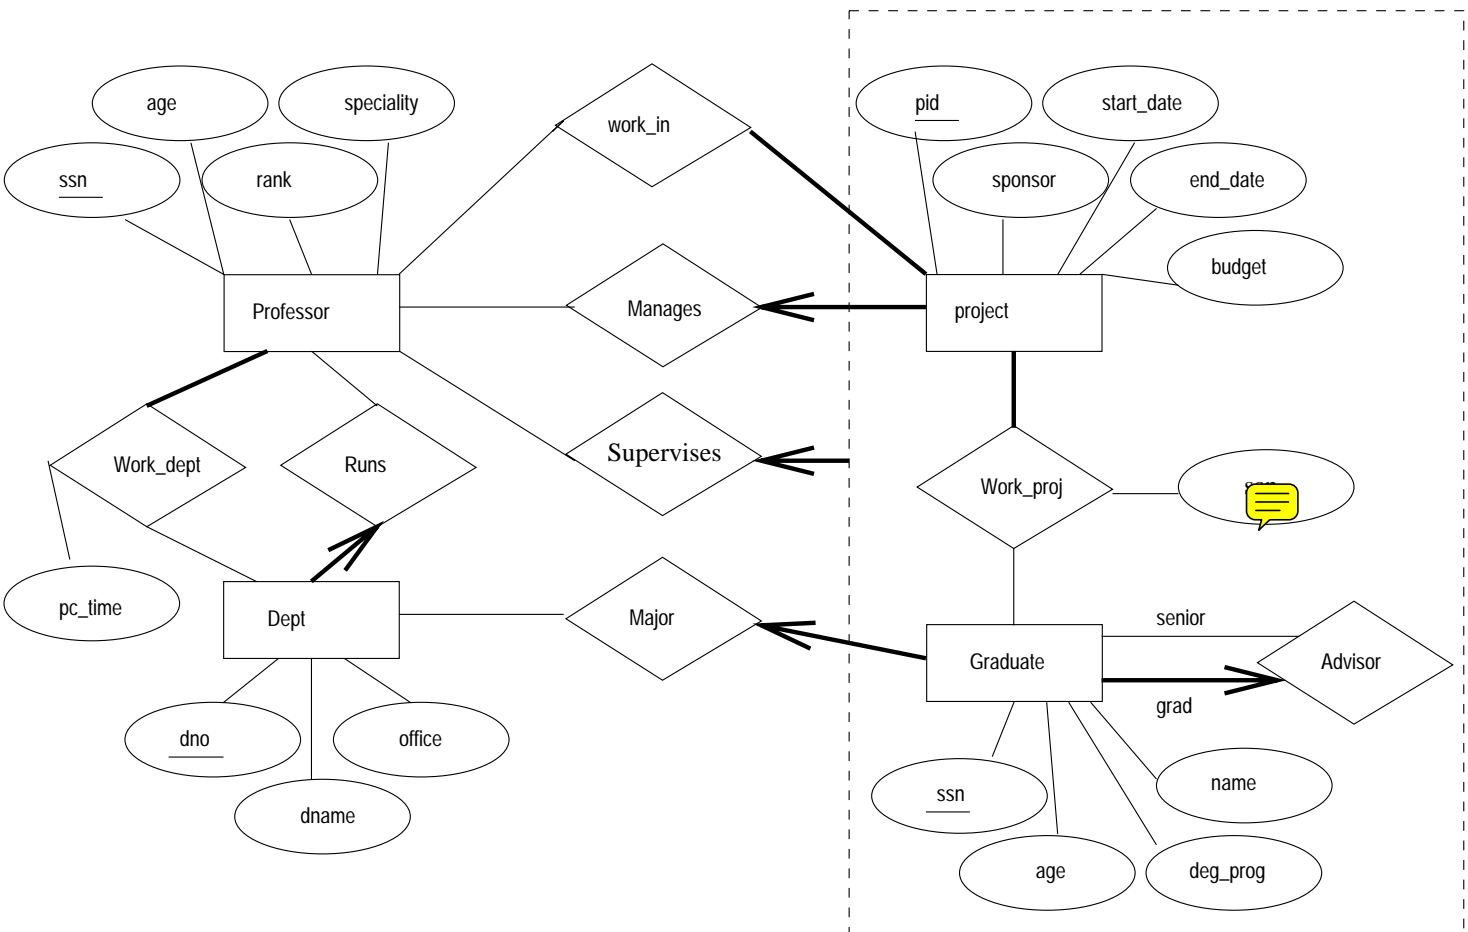 age
speciality
ssn
rank
work_in
pid
start_date
sponsor
end_date
budget
Professor
Manages
project
Work_dept
Runs
Supervises
Work_proj
pc_time
Dept
Major
senior
Graduate
Advisor
grad
dno
office
dname
ssn
name
age
deg_prog